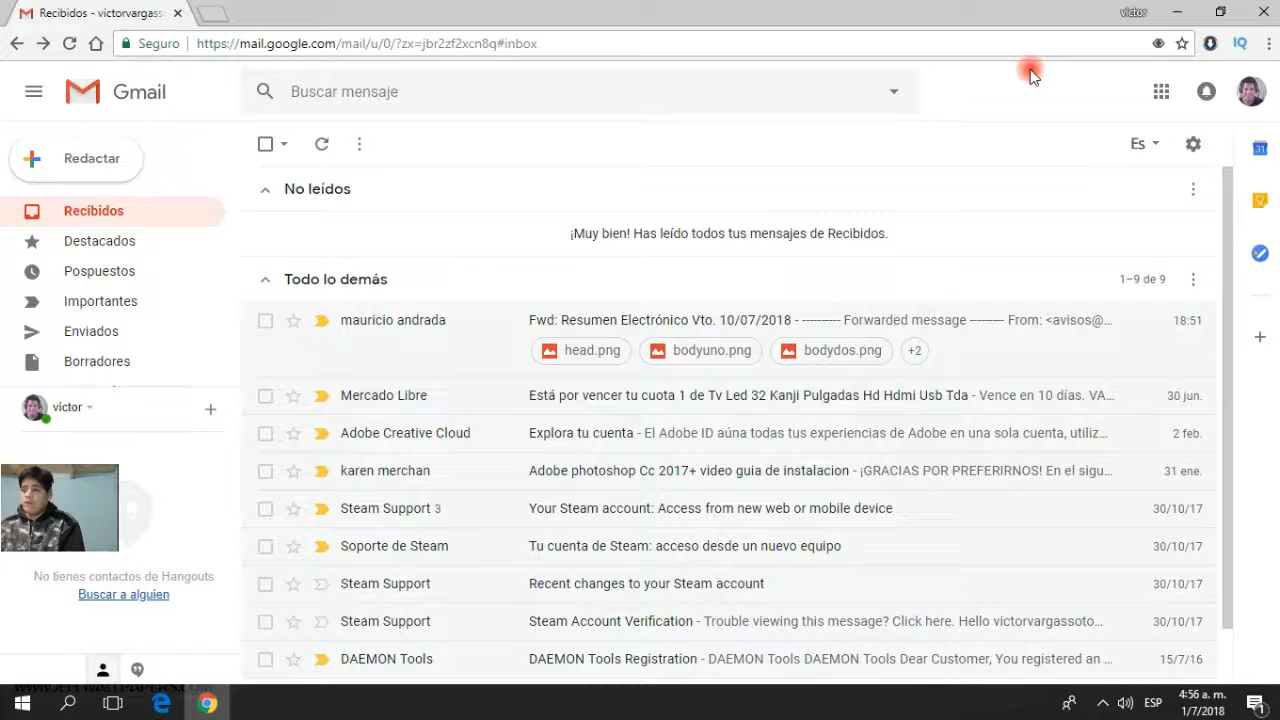 Recibidos - victorvargass
victor
Seguro
https://mail.google.com/mail/u/0/?zx=jbr2zf2xcn8q#inbox
IQ
Gmail
Buscar mensaje
Redactar
Es
31
Recibidos
Destacados
Pospuestos
Importantes
Enviados
Borradores
victor
No tienes contactos de Hangouts
Buscar a alguien
No leídos
¡Muy bien! Has leído todos tus mensajes de Recibidos.
Todo lo demás
1–9 de 9
mauricio andrada
Fwd: Resumen Electrónico Vto. 10/07/2018 - ---------- Forwarded message --------- From: <avisos@...
18:51
head.png
bodyuno.png
bodydos.png
+2
Mercado Libre
Está por vencer tu cuota 1 de Tv Led 32 Kanji Pulgadas Hd Hdmi Usb Tda - Vence en 10 días. VA...
30 jun.
Adobe Creative Cloud
Explora tu cuenta - El Adobe ID aúna todas tus experiencias de Adobe en una sola cuenta, utiliz...
2 feb.
karen merchan
Adobe photoshop Cc 2017+ video guia de instalacion - ¡GRACIAS POR PREFERIRNOS! En el sigu...
31 ene.
Steam Support 3
Your Steam account: Access from new web or mobile device
30/10/17
Soporte de Steam
Tu cuenta de Steam: acceso desde un nuevo equipo
30/10/17
Steam Support
Recent changes to your Steam account
30/10/17
Steam Support
Steam Account Verification - Trouble viewing this message? Click here. Hello victorvargassoto...
30/10/17
DAEMON Tools
DAEMON Tools Registration - DAEMON Tools DAEMON Tools Dear Customer, You registered an ...
15/7/16
ESP
4:56 a. m.
1/7/2018
1